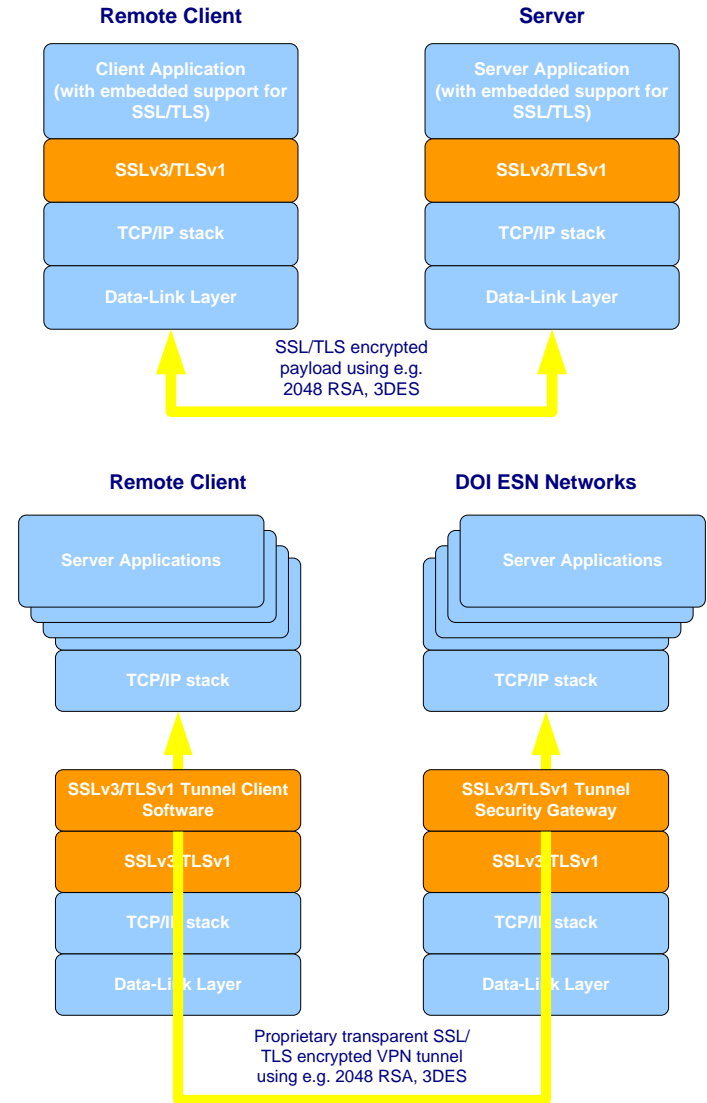 Remote Client
Server
Client Application
(with embedded support for
SSL/TLS)
Server Application
(with embedded support for
SSL/TLS)
SSLv3/TLSv1
SSLv3/TLSv1
TCP/IP stack
TCP/IP stack
Data-Link Layer
Data-Link Layer
SSL/TLS encrypted
payload using e.g.
2048 RSA, 3DES
Remote Client
DOI ESN Networks
Server Applications
Server Applications
TCP/IP stack
TCP/IP stack
SSLv3/TLSv1 Tunnel Client
Software
SSLv3/TLSv1 Tunnel
Security Gateway
SSLv3/TLSv1
SSLv3/TLSv1
TCP/IP stack
TCP/IP stack
Data-Link Layer
Data-Link Layer
Proprietary transparent SSL/
TLS encrypted VPN tunnel
using e.g. 2048 RSA, 3DES